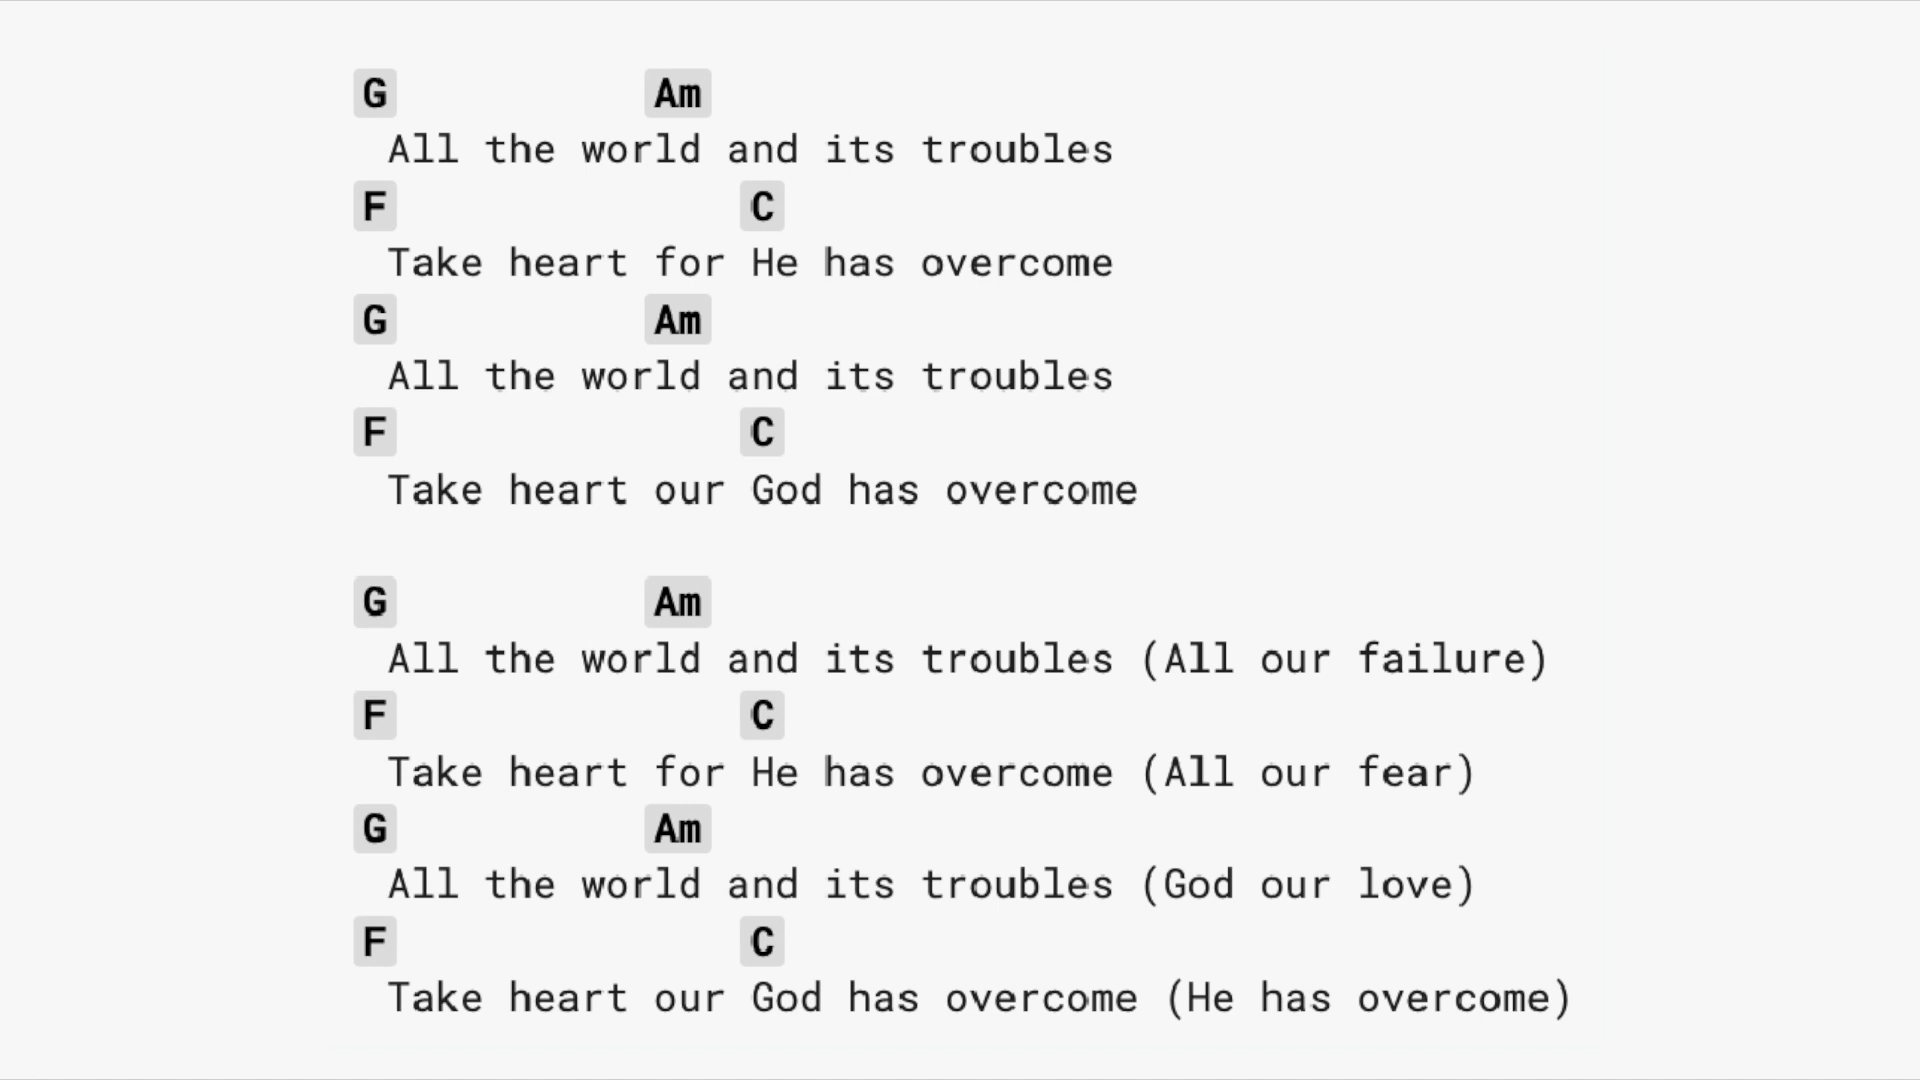 G Am
All the world and its troubles
F C
Take heart for He has overcome
G Am
All the world and its troubles
F C
Take heart our God has overcome
G Am
All the world and its troubles (All our failure)
F C
Take heart for He has overcome (All our fear)
G Am
All the world and its troubles (God our love)
F C
Take heart our God has overcome (He has overcome)